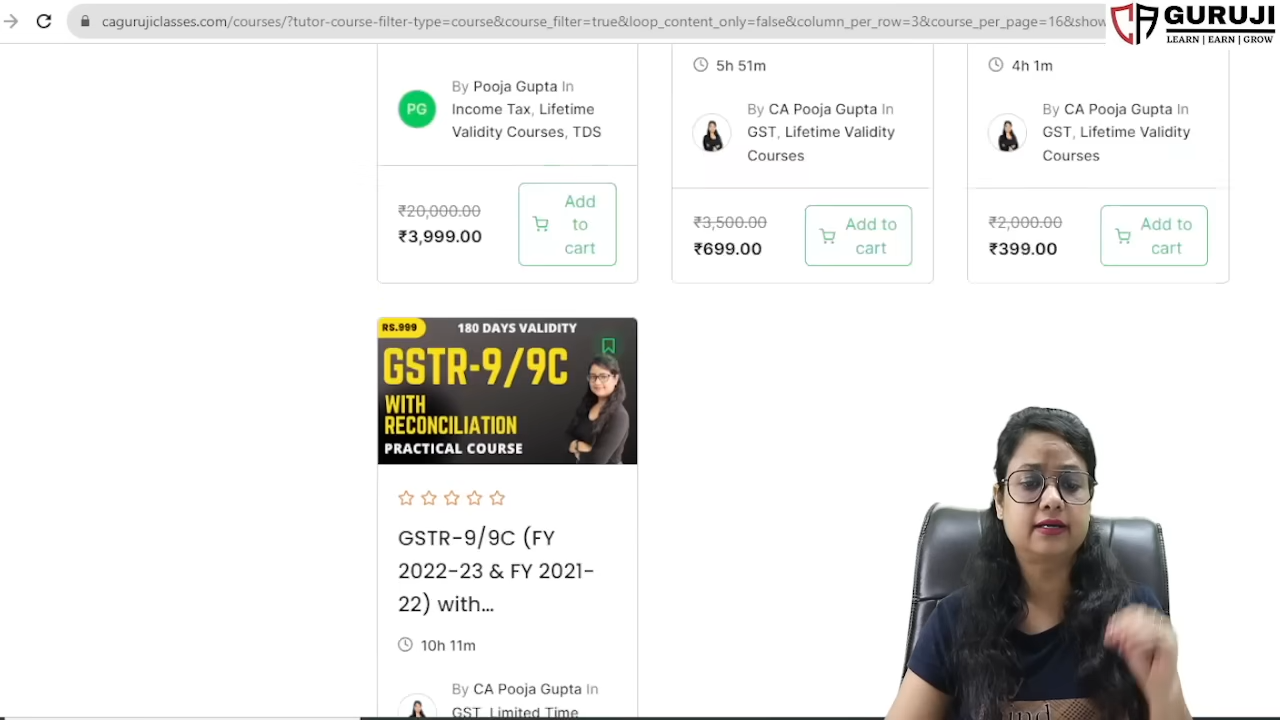 cagurujiclasses.com/courses/?tutor-course-filter-type=course&course_filter=true&loop_content_only=false&column_per_row=3&course_per_page=16&show
GURUJI
LEARN | EARN | GROW
PG
By Pooja Gupta In
Income Tax, Lifetime
Validity Courses, TDS
₹20,000.00
₹3,999.00
Add
to
cart
5h 51m
By CA Pooja Gupta In
GST, Lifetime Validity
Courses
₹3,500.00
₹699.00
Add to
cart
4h 1m
By CA Pooja Gupta In
GST, Lifetime Validity
Courses
₹2,000.00
₹399.00
Add to
cart
RS.999
180 DAYS VALIDITY
GSTR-9/9C
WITH
RECONCILIATION
PRACTICAL COURSE
GSTR-9/9C (FY
2022-23 & FY 2021-
22) with...
10h 11m
By CA Pooja Gupta In
GST, Limited Time